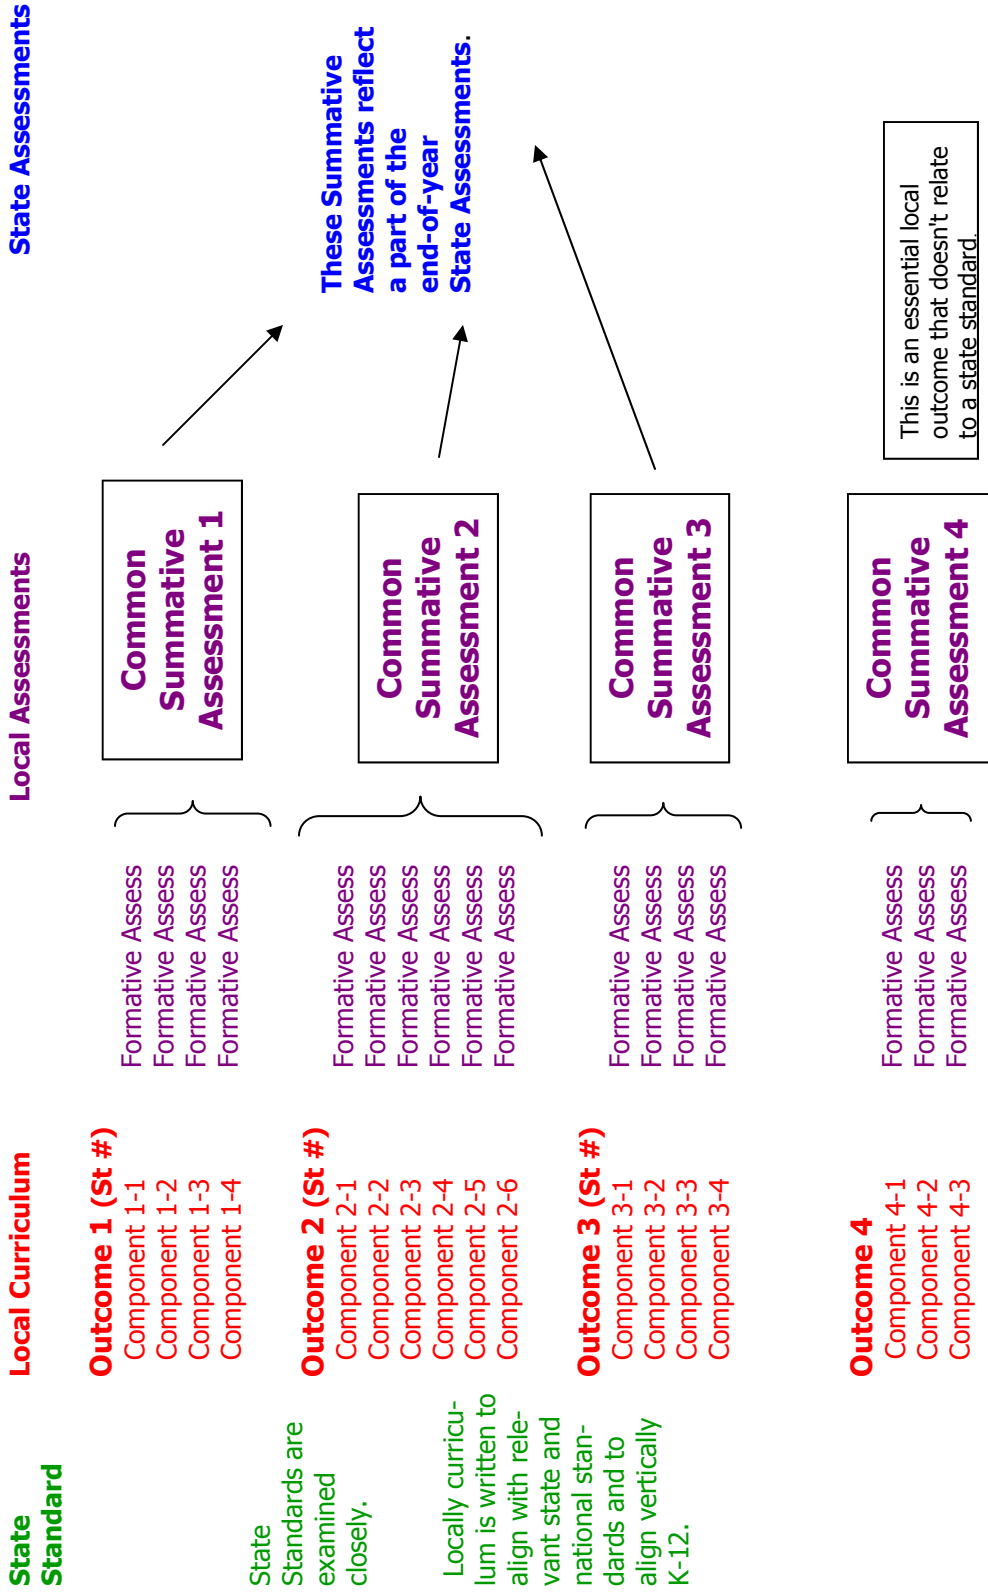 State
Standard
Local Curriculum
Local Assessments
State Assessments
State
Standards are
examined
closely.
Locally curricu-
lum is written to
align with rele-
vant state and
national stan-
dards and to
align vertically
K-12.
Outcome 1 (St #)
Component 1-1
Component 1-2
Component 1-3
Component 1-4
Formative Assess
Formative Assess
Formative Assess
Formative Assess
Common
Summative
Assessment 1
Outcome 2 (St #)
Component 2-1
Component 2-2
Component 2-3
Component 2-4
Component 2-5
Component 2-6
Formative Assess
Formative Assess
Formative Assess
Formative Assess
Formative Assess
Formative Assess
Common
Summative
Assessment 2
These Summative
Assessments reflect
a part of the
end-of-year
State Assessments.
Outcome 3 (St #)
Component 3-1
Component 3-2
Component 3-3
Component 3-4
Formative Assess
Formative Assess
Formative Assess
Formative Assess
Common
Summative
Assessment 3
Outcome 4
Component 4-1
Component 4-2
Component 4-3
Formative Assess
Formative Assess
Formative Assess
Common
Summative
Assessment 4
This is an essential local
outcome that doesn't relate
to a state standard.